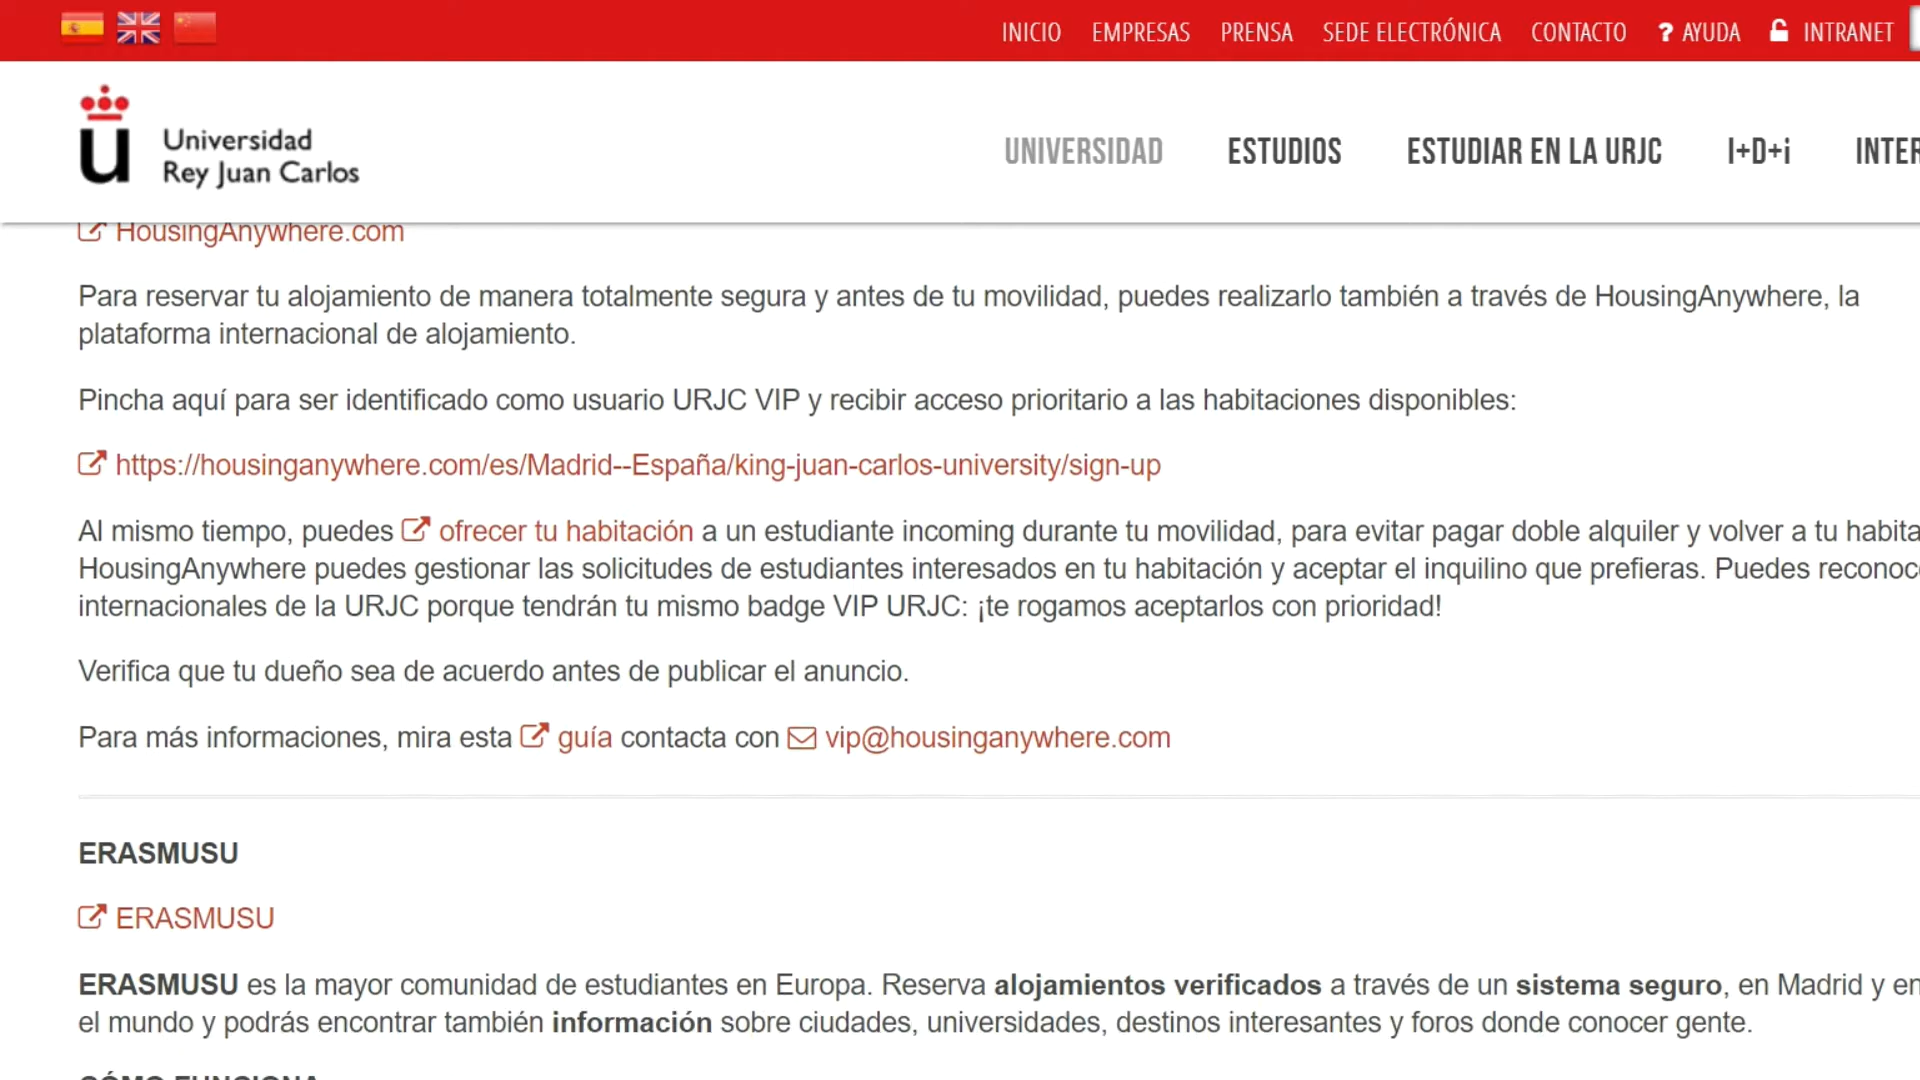 INICIO EMPRESAS PRENSA SEDE ELECTRÓNICA CONTACTO ? AYUDA INTRANET
Universidad
Rey Juan Carlos
UNIVERSIDAD ESTUDIOS ESTUDIAR EN LA URJC I+D+i INTER
HousingAnywhere.com
Para reservar tu alojamiento de manera totalmente segura y antes de tu movilidad, puedes realizarlo también a través de HousingAnywhere, la
plataforma internacional de alojamiento.
Pincha aquí para ser identificado como usuario URJC VIP y recibir acceso prioritario a las habitaciones disponibles:
https://housinganywhere.com/es/Madrid--España/king-juan-carlos-university/sign-up
Al mismo tiempo, puedes ofrecer tu habitación a un estudiante incoming durante tu movilidad, para evitar pagar doble alquiler y volver a tu habita
HousingAnywhere puedes gestionar las solicitudes de estudiantes interesados en tu habitación y aceptar el inquilino que prefieras. Puedes reconoc
internacionales de la URJC porque tendrán tu mismo badge VIP URJC: ¡te rogamos aceptarlos con prioridad!
Verifica que tu dueño sea de acuerdo antes de publicar el anuncio.
Para más informaciones, mira esta guía contacta con vip@housinganywhere.com
ERASMUSU
ERASMUSU
ERASMUSU es la mayor comunidad de estudiantes en Europa. Reserva alojamientos verificados a través de un sistema seguro, en Madrid y en
el mundo y podrás encontrar también información sobre ciudades, universidades, destinos interesantes y foros donde conocer gente.
CÓMO FUNCIONA